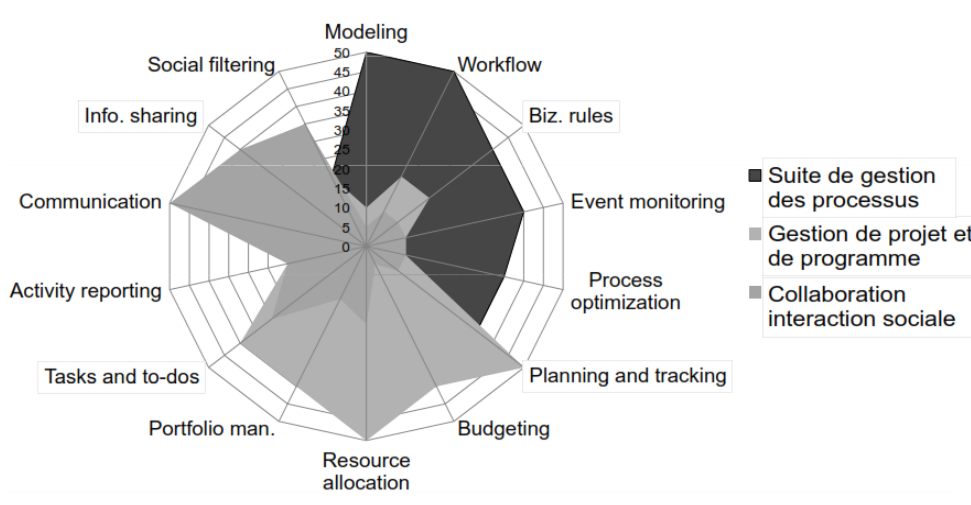 Modeling
Social filtering
Workflow
Info. sharing
Biz. rules
Communication
Event monitoring
Activity reporting
Process
optimization
Tasks and to-dos
Planning and tracking
Portfolio man.
Budgeting
Resource
allocation
50
45
40
35
30
25
20
15
10
5
0
Suite de gestion
des processus
Gestion de projet et
de programme
Collaboration
interaction sociale